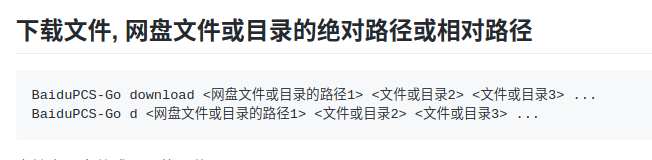 下载文件, 网盘文件或目录的绝对路径或相对路径
BaiduPCS-Go download <网盘文件或目录的路径1> <文件或目录2> <文件或目录3> ...
BaiduPCS-Go d <网盘文件或目录的路径1> <文件或目录2> <文件或目录3> ...